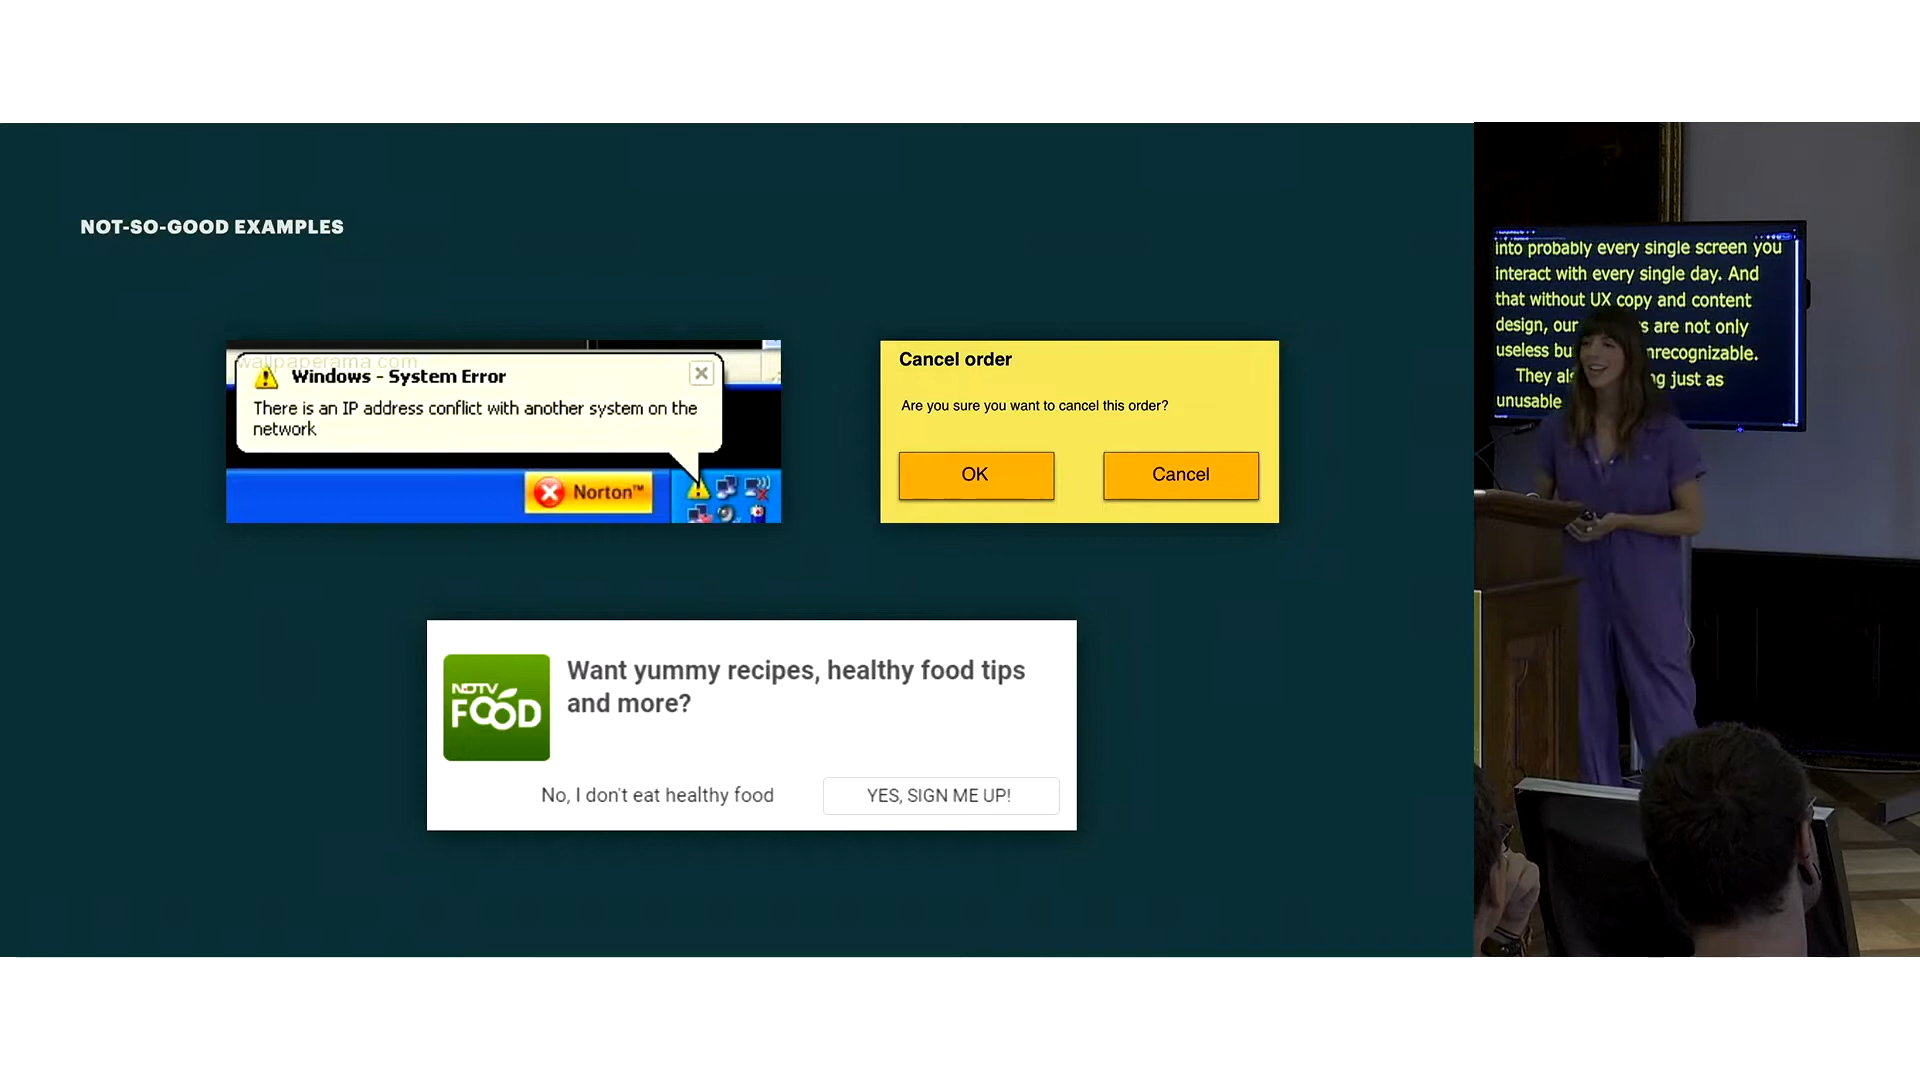 NOT-SO-GOOD EXAMPLES
wallpaperama.com
Windows - System Error
There is an IP address conflict with another system on the
network
Norton™
Cancel order
Are you sure you want to cancel this order?
OK
Cancel
NDTV
FOOD
Want yummy recipes, healthy food tips
and more?
No, I don't eat healthy food
YES, SIGN ME UP!
into probably every single screen you
interact with every single day. And
that without UX copy and content
design, our are not only
useless
They just as
unusable